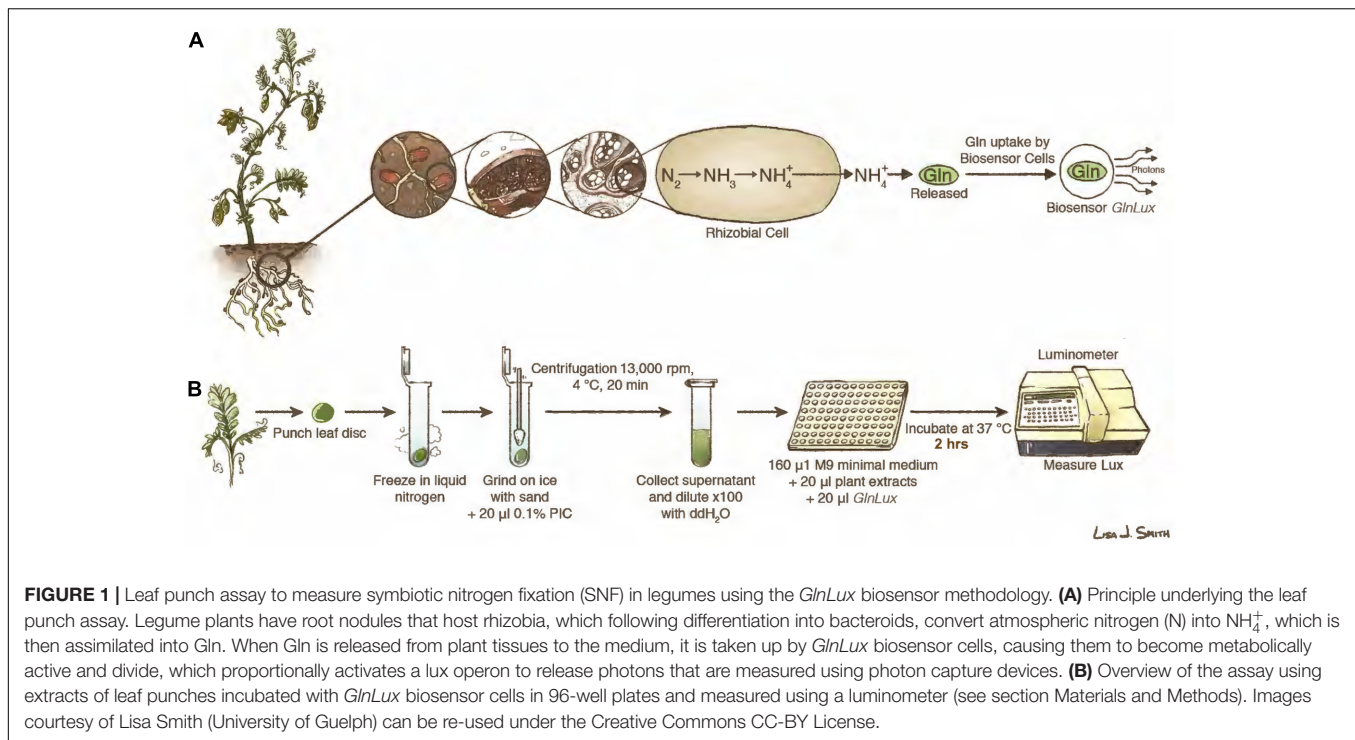 A
N₂ → NH₃ → NH₄⁺ → NH₄⁺ → Gln
Released
Rhizobial Cell
Gln uptake by
Biosensor Cells
Gln
Photons
Biosensor GlnLux
B
Punch leaf disc
Freeze in liquid
nitrogen
Grind on ice
with sand
+ 20 µl 0.1% PIC
Centrifugation 13,000 rpm,
4 °C, 20 min
Collect supernatant
and dilute x100
with ddH₂O
160 µ1 M9 minimal medium
+ 20 µl plant extracts
+ 20 µl GlnLux
Incubate at 37 °C
2 hrs
Luminometer
Measure Lux
LISA J. SMITH
FIGURE 1 | Leaf punch assay to measure symbiotic nitrogen fixation (SNF) in legumes using the GlnLux biosensor methodology. (A) Principle underlying the leaf
punch assay. Legume plants have root nodules that host rhizobia, which following differentiation into bacteroids, convert atmospheric nitrogen (N) into NH₄⁺, which is
then assimilated into Gln. When Gln is released from plant tissues to the medium, it is taken up by GlnLux biosensor cells, causing them to become metabolically
active and divide, which proportionally activates a lux operon to release photons that are measured using photon capture devices. (B) Overview of the assay using
extracts of leaf punches incubated with GlnLux biosensor cells in 96-well plates and measured using a luminometer (see section Materials and Methods). Images
courtesy of Lisa Smith (University of Guelph) can be re-used under the Creative Commons CC-BY License.